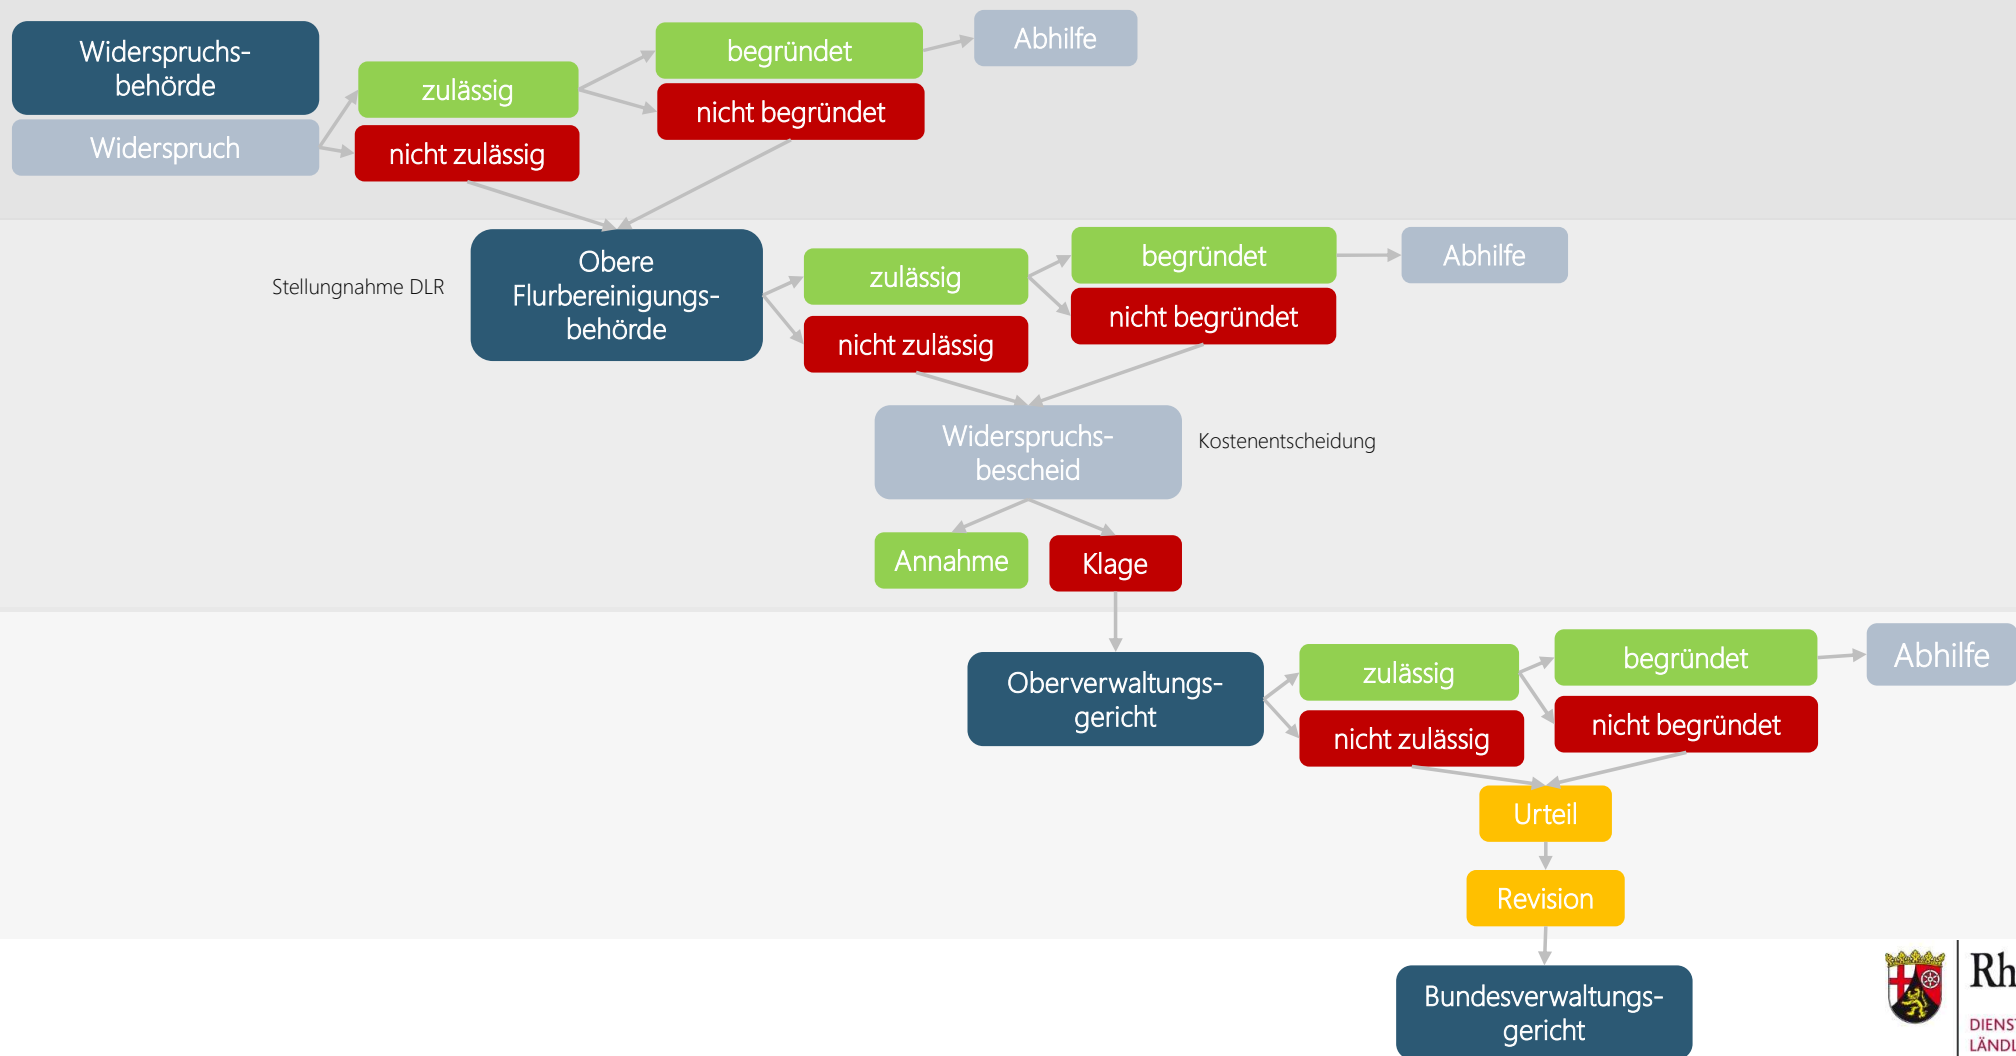 Widerspruchs-
behörde
Widerspruch
zulässig
nicht zulässig
begründet
nicht begründet
Abhilfe
Stellungnahme DLR
Obere
Flurbereinigungs-
behörde
zulässig
nicht zulässig
begründet
nicht begründet
Abhilfe
Widerspruchs-
bescheid
Kostenentscheidung
Annahme
Klage
Oberverwaltungs-
gericht
zulässig
nicht zulässig
begründet
nicht begründet
Abhilfe
Urteil
Revision
Bundesverwaltungs-
gericht
Rh
DIENS
LÄNDL